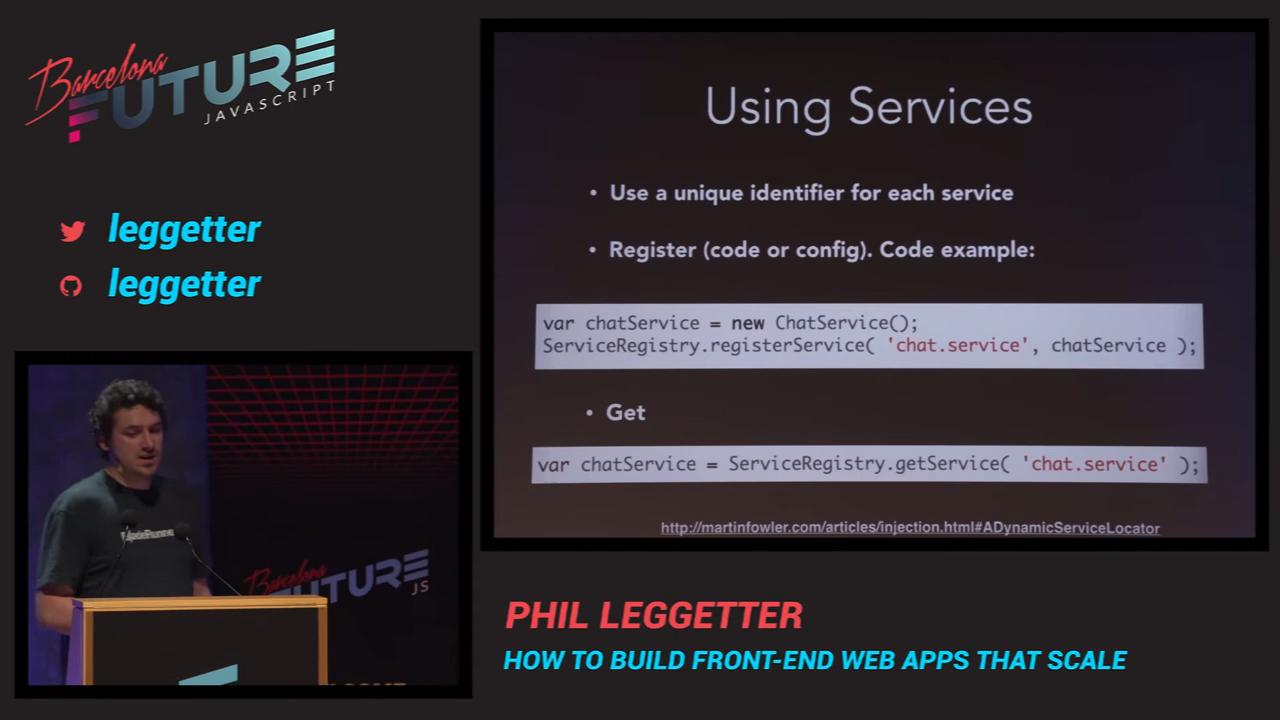 Barcelona
FUTURE
JAVASCRIPT
leggetter
leggetter
Using Services
• Use a unique identifier for each service
• Register (code or config). Code example:
var chatService = new ChatService();
ServiceRegistry.registerService( 'chat.service', chatService );
• Get
var chatService = ServiceRegistry.getService( 'chat.service' );
http://martinfowler.com/articles/injection.html#ADynamicServiceLocator
Barcelona
FUTURE
JS
PHIL LEGGETTER
HOW TO BUILD FRONT-END WEB APPS THAT SCALE